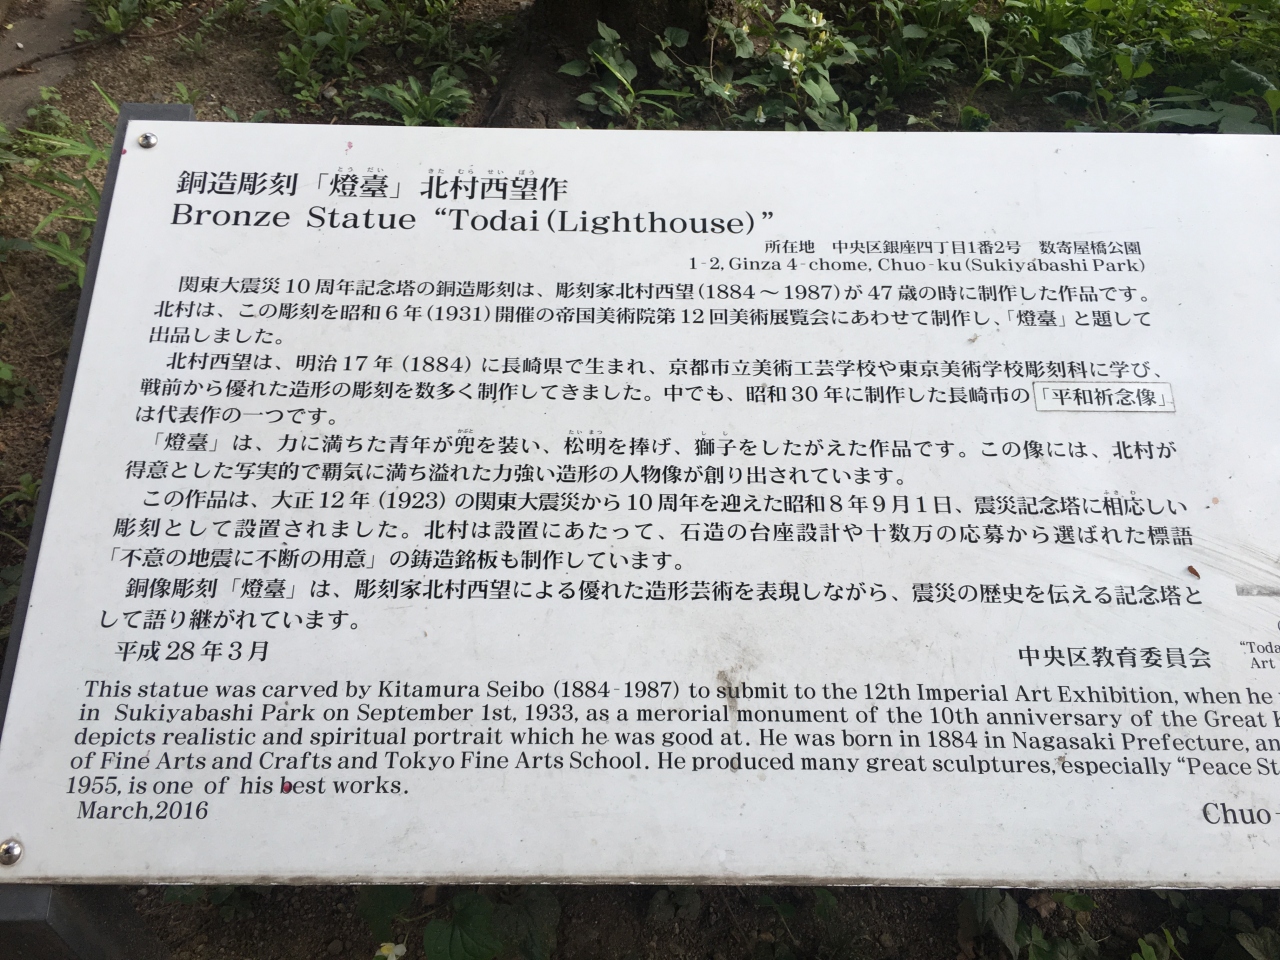 銅造彫刻「燈臺」北村西望作
Bronze Statue “Todai (Lighthouse)”
所在地　中央区銀座四丁目1番2号　数寄屋橋公園
1-2, Ginza 4-chome, Chuo-ku (Sukiyabashi Park)
関東大震災10周年記念塔の銅造彫刻は、彫刻家北村西望(1884～1987)が47歳の時に制作した作品です。
北村は、この彫刻を昭和6年(1931)開催の帝国美術院第12回美術展覧会にあわせて制作し、「燈臺」と題して
出品しました。
北村西望は、明治17年(1884)に長崎県で生まれ、京都市立美術工芸学校や東京美術学校彫刻科に学び、
戦前から優れた造形の彫刻を数多く制作してきました。中でも、昭和30年に制作した長崎市の「平和祈念像」
は代表作の一つです。
「燈臺」は、力に満ちた青年が兜を装い、松明を捧げ、獅子をしたがえた作品です。この像には、北村が
得意とした写実的で覇気に満ち溢れた力強い造形の人物像が創り出されています。
この作品は、大正12年(1923)の関東大震災から10周年を迎えた昭和8年9月1日、震災記念塔に相応しい
彫刻として設置されました。北村は設置にあたって、石造の台座設計や十数万の応募から選ばれた標語
「不意の地震に不断の用意」の鋳造銘板も制作しています。
銅像彫刻「燈臺」は、彫刻家北村西望による優れた造形芸術を表現しながら、震災の歴史を伝える記念塔と
して語り継がれています。
平成28年3月
中央区教育委員会
“Toda
Art
This statue was carved by Kitamura Seibo (1884-1987) to submit to the 12th Imperial Art Exhibition, when he
in Sukiyabashi Park on September 1st, 1933, as a merorial monument of the 10th anniversary of the Great
depicts realistic and spiritual portrait which he was good at. He was born in 1884 in Nagasaki Prefecture, an
of Fine Arts and Crafts and Tokyo Fine Arts School. He produced many great sculptures, especially “Peace St
1955, is one of his best works.
March,2016
Chuo-